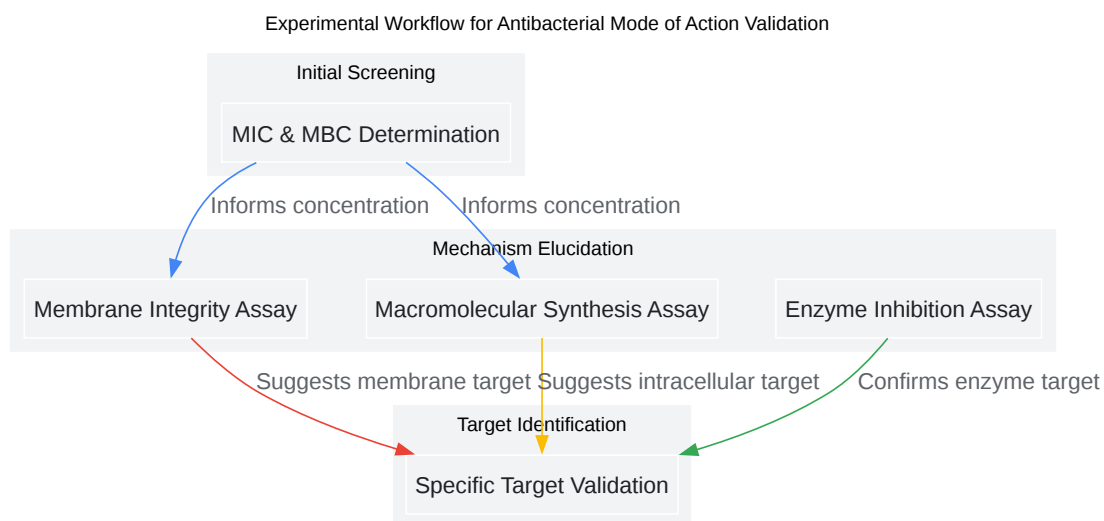 Experimental Workflow for Antibacterial Mode of Action Validation
Initial Screening
MIC & MBC Determination
Informs concentration
Informs concentration
Mechanism Elucidation
Membrane Integrity Assay
Macromolecular Synthesis Assay
Enzyme Inhibition Assay
Suggests membrane target
Suggests intracellular target
Confirms enzyme target
Target Identification
Specific Target Validation